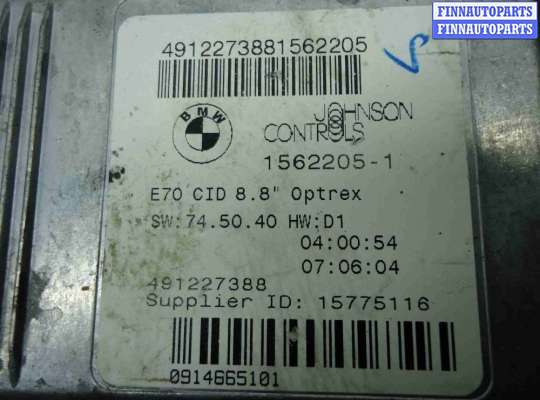 FINNAUTOPARTS
FINNAUTOPARTS
4912273881562205
BMW
JOHNSON
CONTROLS
1562205-1
E70 CID 8.8" Optrex
SW:74.50.40 HW:D1
04:00:54
07:06:04
491227388
Supplier ID: 15775116
0914665101